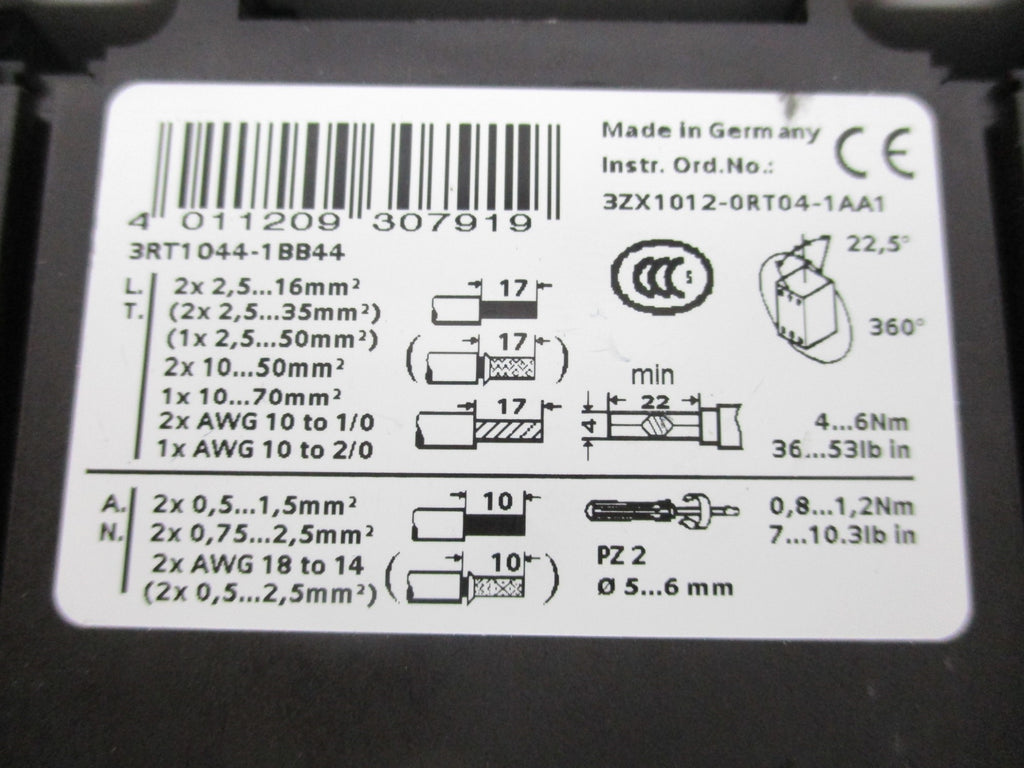 4 011209 307919
3RT1044-1BB44
Made in Germany
Instr. Ord.No.:
3ZX1012-0RT04-1AA1
CE
CCC S
22,5°
360°
L. 2x 2,5...16mm² 17
T. (2x 2,5...35mm²)
(1x 2,5...50mm²) (17)
2x 10...50mm²
1x 10...70mm² 17
2x AWG 10 to 1/0
1x AWG 10 to 2/0
min
22
4
4...6Nm
36...53lb in
A. 2x 0,5...1,5mm² 10
N. 2x 0,75...2,5mm²
2x AWG 18 to 14
(2x 0,5...2,5mm²) (10)
PZ 2
Ø 5...6 mm
0,8...1,2Nm
7...10.3lb in